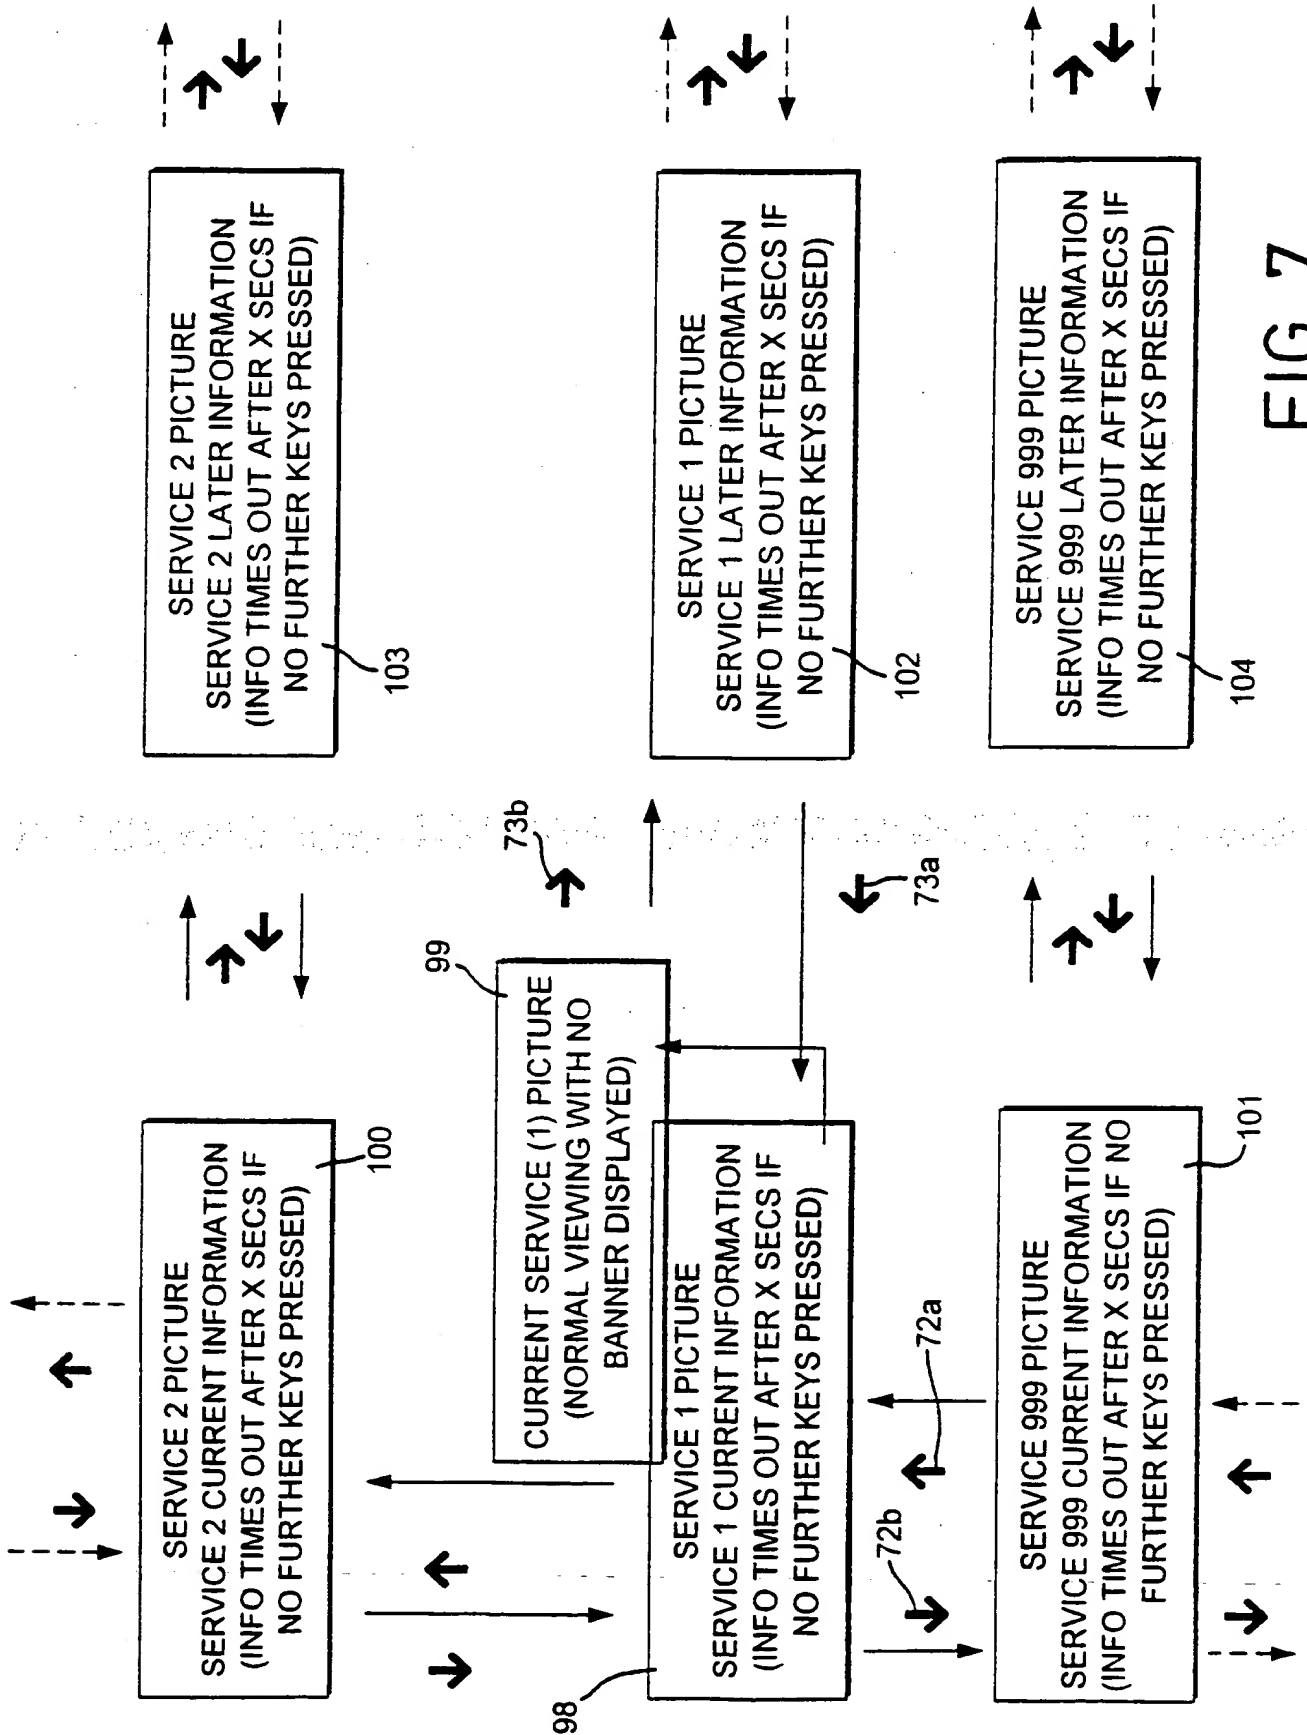 SERVICE 2 PICTURE
SERVICE 2 CURRENT INFORMATION
(INFO TIMES OUT AFTER X SECS IF
NO FURTHER KEYS PRESSED)
100
SERVICE 2 PICTURE
SERVICE 2 LATER INFORMATION
(INFO TIMES OUT AFTER X SECS IF
NO FURTHER KEYS PRESSED)
103
99
CURRENT SERVICE (1) PICTURE
(NORMAL VIEWING WITH NO
BANNER DISPLAYED)
73b
98
SERVICE 1 PICTURE
SERVICE 1 CURRENT INFORMATION
(INFO TIMES OUT AFTER X SECS IF
NO FURTHER KEYS PRESSED)
SERVICE 1 PICTURE
SERVICE 1 LATER INFORMATION
(INFO TIMES OUT AFTER X SECS IF
NO FURTHER KEYS PRESSED)
102
72b
72a
73a
SERVICE 999 PICTURE
SERVICE 999 CURRENT INFORMATION
(INFO TIMES OUT AFTER X SECS IF NO
FURTHER KEYS PRESSED)
101
SERVICE 999 PICTURE
SERVICE 999 LATER INFORMATION
(INFO TIMES OUT AFTER X SECS IF
NO FURTHER KEYS PRESSED)
104
FIG 7